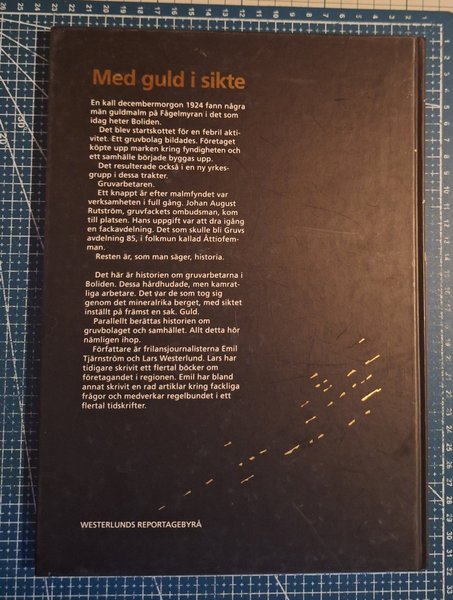 Med guld i sikte
En kall decembermorgon 1924 fann några
män guldmalm på Fågelmyran i det som
idag heter Boliden.
Det blev startskottet för en febril akti-
vitet. Ett gruvbolag bildades. Företaget
köpte upp marken kring fyndigheten och
ett samhälle började byggas upp.
Det resulterade också i en ny yrkes-
grupp i dessa trakter.
Gruvarbetaren.
Ett knappt år efter malmfyndet var
verksamheten i full gång. Johan August
Rutström, gruvfackets ombudsman, kom
till platsen. Hans uppgift var att dra igång
en fackavdelning. Det som skulle bli Gruvs
avdelning 85, i folkmun kallad Åttiofem-
man.
Resten är, som man säger, historia.
Det här är historien om gruvarbetarna i
Boliden. Dessa hårdhudade, men kamrat-
liga arbetare. Det var de som tog sig
genom det mineralrika berget, med siktet
inställt på främst en sak. Guld.
Parallellt berättas historien om
gruvbolaget och samhället. Allt detta hör
nämligen ihop.
Författare är frilansjournalisterna Emil
Tjärnström och Lars Westerlund. Lars har
tidigare skrivit ett flertal böcker om
företagandet i regionen. Emil har bland
annat skrivit en rad artiklar kring fackliga
frågor och medverkar regelbundet i ett
flertal tidskrifter.
WESTERLUNDS REPORTAGEBYRÅ